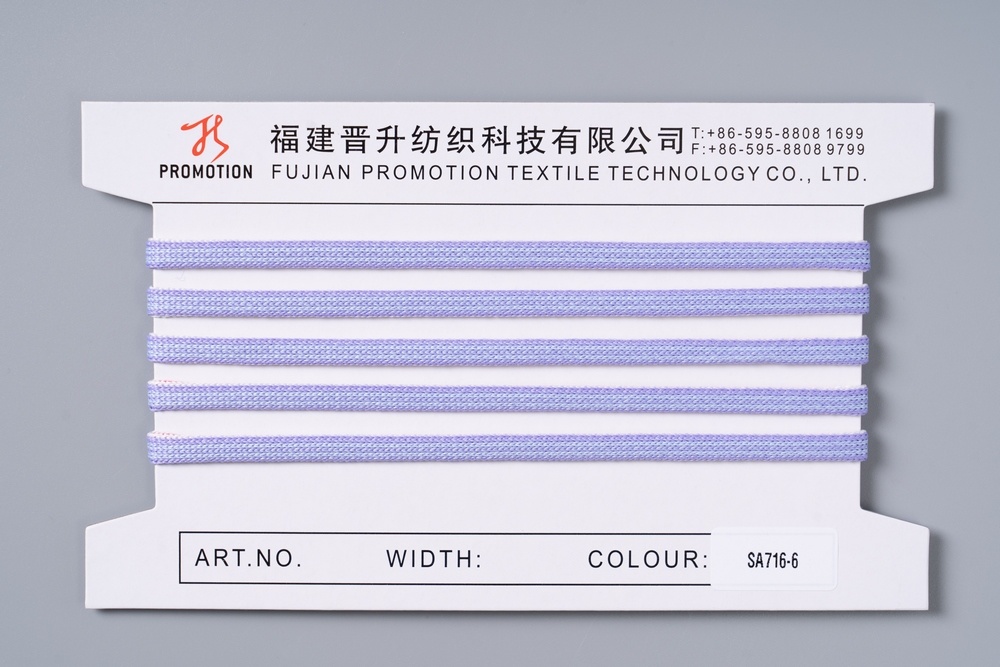 福建晋升纺织科技有限公司
T:+86-595-8808 1699
F:+86-595-8808 9799
PROMOTION
FUJIAN PROMOTION TEXTILE TECHNOLOGY CO., LTD.
ART.NO. WIDTH: COLOUR: SA716-6